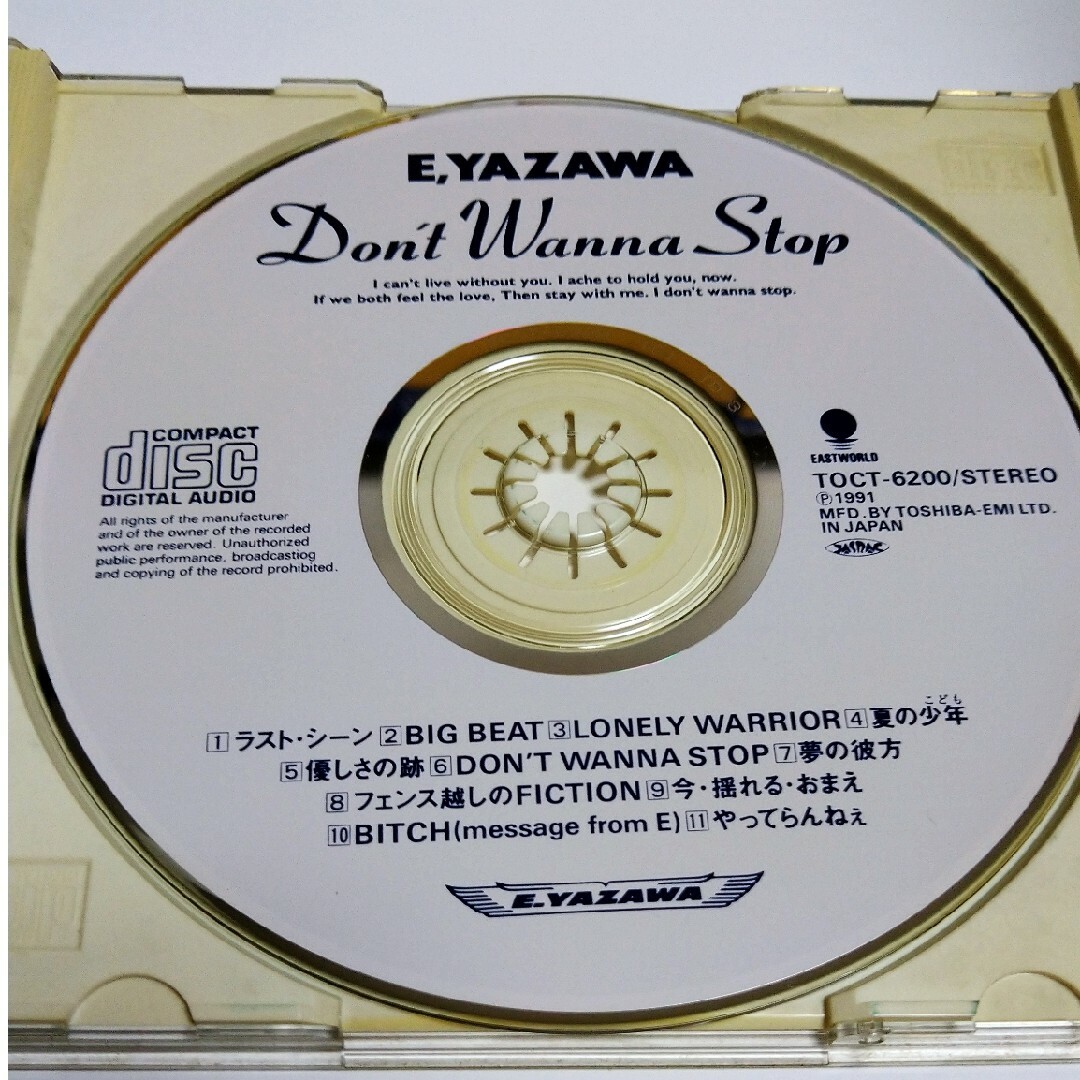 E,YAZAWA
Don't Wanna Stop
I can't live without you. I ache to hold you, now.
If we both feel the love, Then stay with me. I don't wanna stop.
COMPACT
disc
DIGITAL AUDIO
All rights of the manufacturer
and of the owner of the recorded
work are reserved. Unauthorized
public performance, broadcasting
and copying of the record prohibited.
EASTWORLD
TOCT-6200/STEREO
Ⓟ1991
MFD. BY TOSHIBA-EMI LTD.
IN JAPAN
こども
1 ラスト・シーン 2 BIG BEAT 3 LONELY WARRIOR 4 夏の少年
5 優しさの跡 6 DON'T WANNA STOP 7 夢の彼方
8 フェンス越しのFICTION 9 今・揺れる・おまえ
10 BITCH (message from E) 11 やってらんねぇ
E.YAZAWA